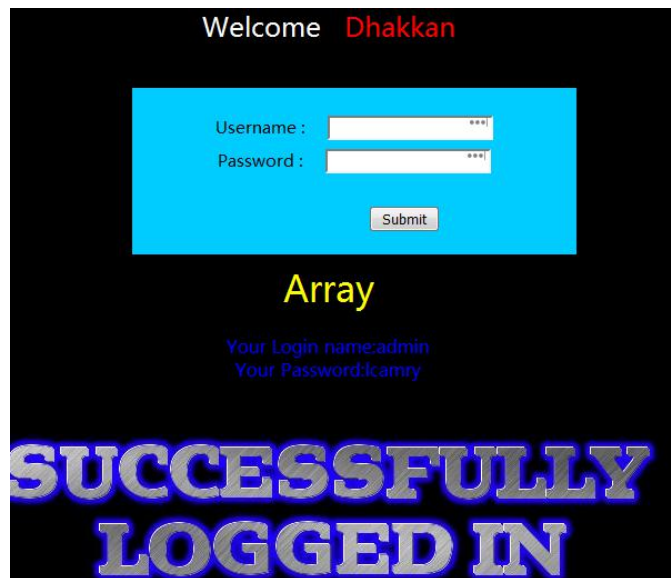 Welcome Dhakkan
Username :
Password :
Submit
Array
Your Login name:admin
Your Password:lcamry
SUCCESSFULLY
LOGGED IN